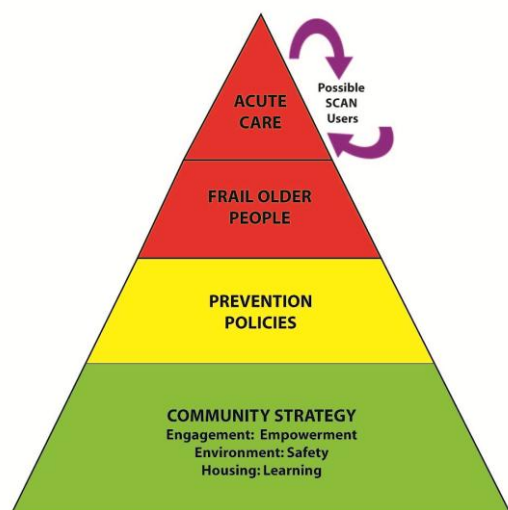 ACUTE
CARE
Possible
SCAN
Users
FRAIL OLDER
PEOPLE
PREVENTION
POLICIES
COMMUNITY STRATEGY
Engagement: Empowerment
Environment: Safety
Housing: Learning